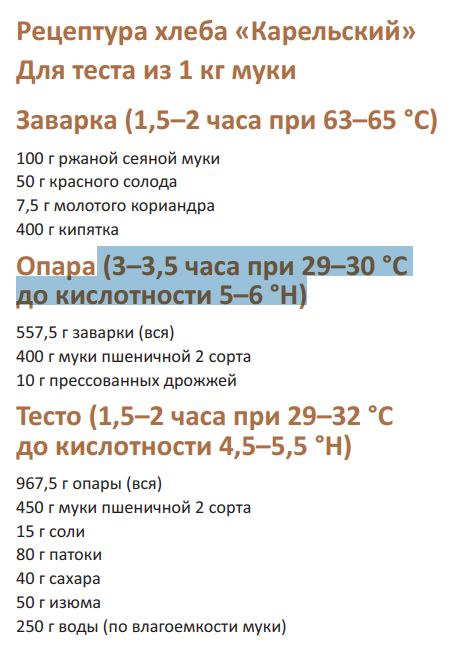 Рецептура хлеба «Карельский»
Для теста из 1 кг муки
Заварка (1,5–2 часа при 63–65 °С)
100 г ржаной сеяной муки
50 г красного солода
7,5 г молотого кориандра
400 г кипятка
Опара (3–3,5 часа при 29–30 °С
до кислотности 5–6 °Н)
557,5 г заварки (вся)
400 г муки пшеничной 2 сорта
10 г прессованных дрожжей
Тесто (1,5–2 часа при 29–32 °С
до кислотности 4,5–5,5 °Н)
967,5 г опары (вся)
450 г муки пшеничной 2 сорта
15 г соли
80 г патоки
40 г сахара
50 г изюма
250 г воды (по влагоемкости муки)